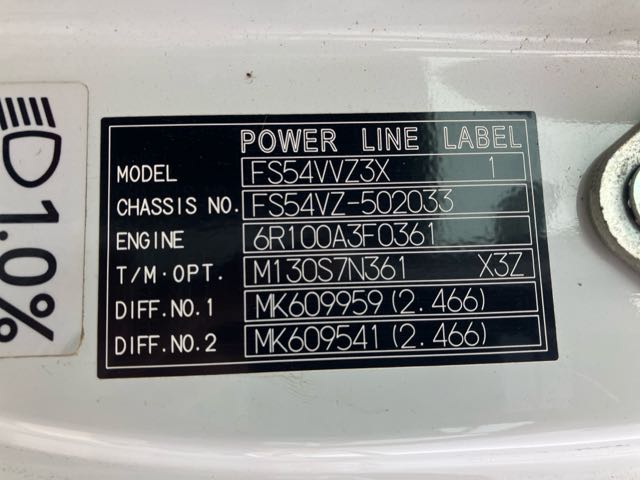 POWER LINE LABEL
MODEL FS54VVZ3X 1
CHASSIS NO. FS54VZ-502033
ENGINE 6R100A3F0361
T/M·OPT. M130S7N361 X3Z
DIFF.NO.1 MK609959(2.466)
DIFF.NO.2 MK609541(2.466)
1.0%